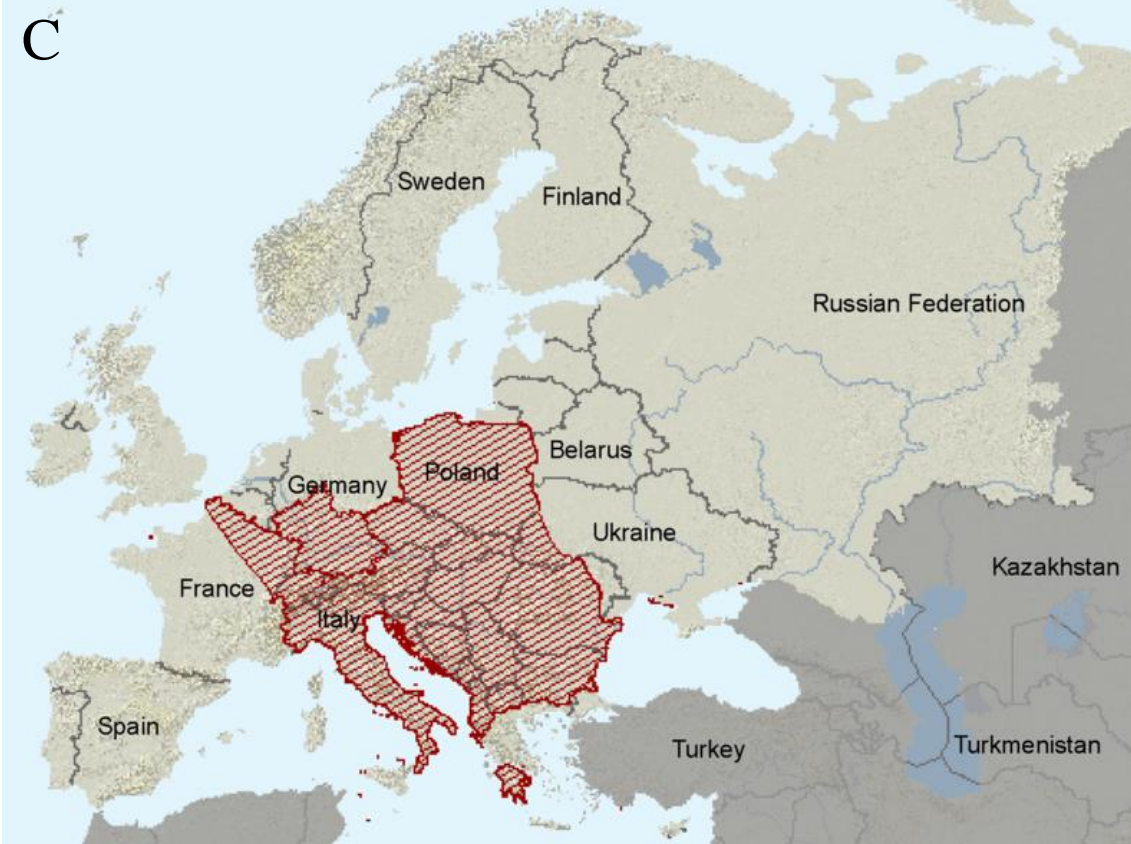 C
Sweden
Finland
Russian Federation
Belarus
Poland
Germany
Ukraine
Kazakhstan
France
Italy
Spain
Turkey
Turkmenistan